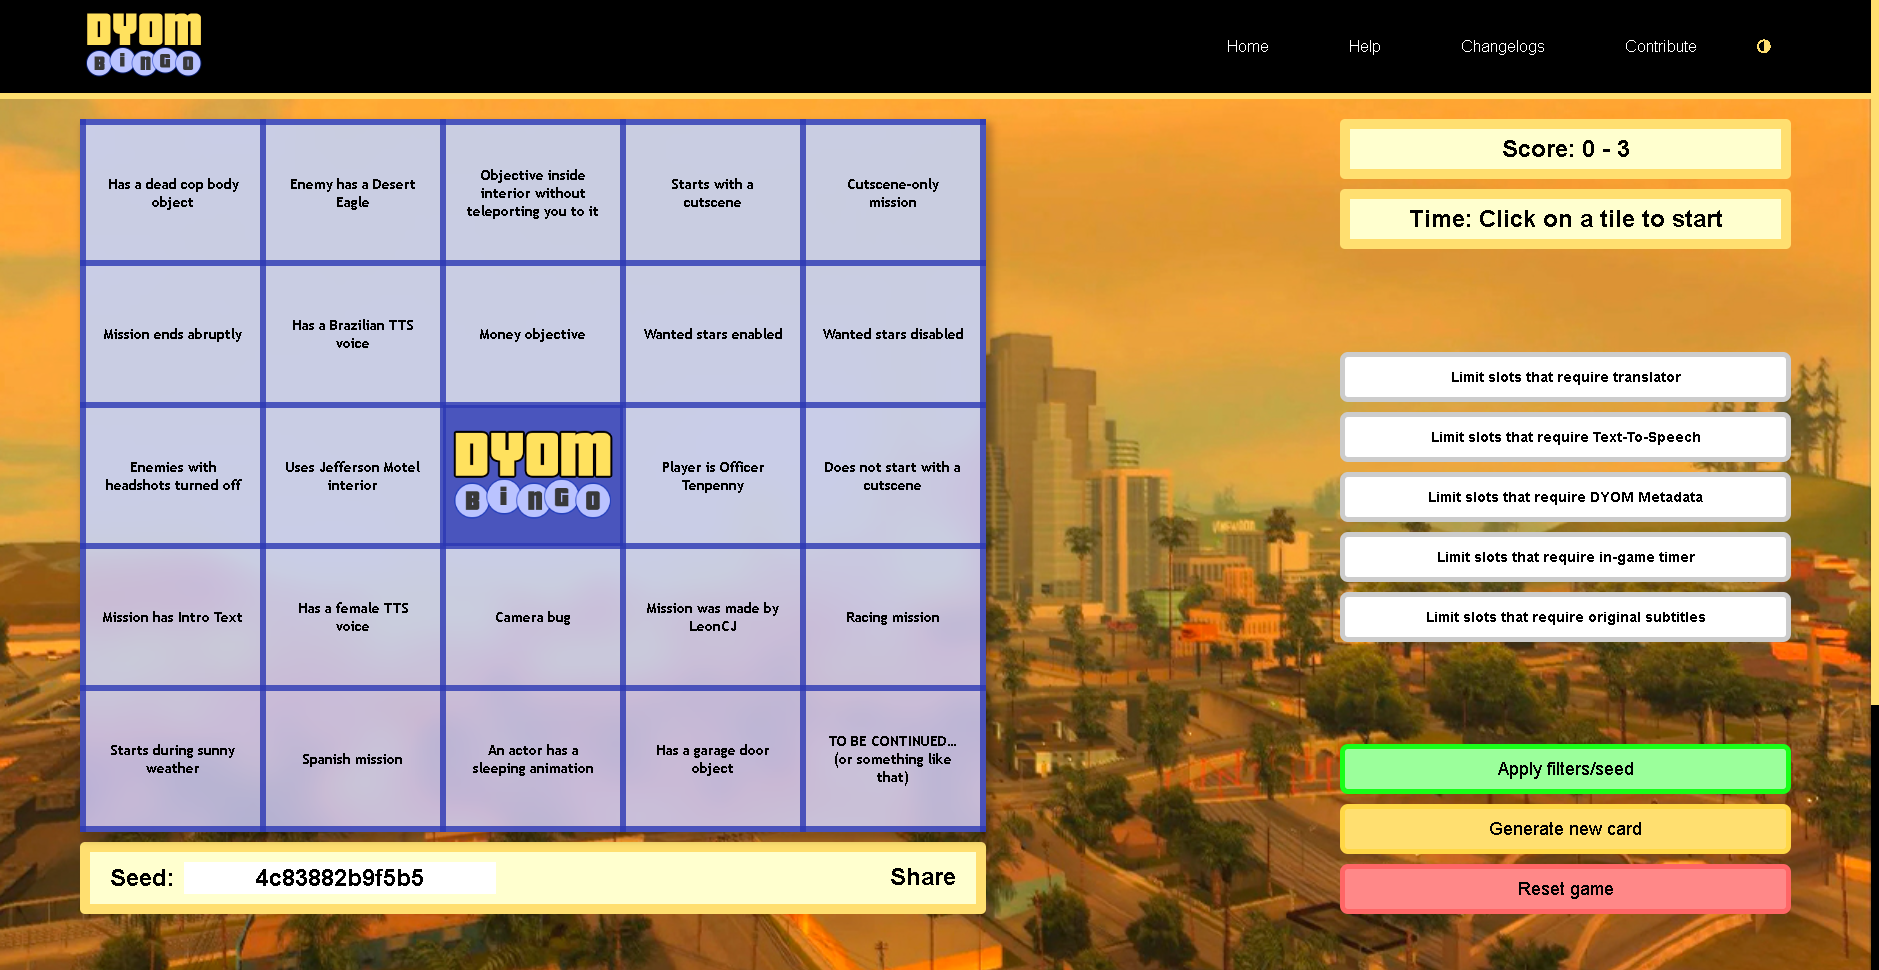 DYOM
BiNGO
Home
Help
Changelogs
Contribute
Has a dead cop body
object
Enemy has a Desert
Eagle
Objective inside
interior without
teleporting you to it
Starts with a
cutscene
Cutscene-only
mission
Mission ends abruptly
Has a Brazilian TTS
voice
Money objective
Wanted stars enabled
Wanted stars disabled
Enemies with
headshots turned off
Uses Jefferson Motel
interior
DYOM
BiNGO
Player is Officer
Tenpenny
Does not start with a
cutscene
Mission has Intro Text
Has a female TTS
voice
Camera bug
Mission was made by
LeonCJ
Racing mission
Starts during sunny
weather
Spanish mission
An actor has a
sleeping animation
Has a garage door
object
TO BE CONTINUED...
(or something like
that)
Seed: 4c83882b9f5b5
Share
Score: 0 - 3
Time: Click on a tile to start
Limit slots that require translator
Limit slots that require Text-To-Speech
Limit slots that require DYOM Metadata
Limit slots that require in-game timer
Limit slots that require original subtitles
Apply filters/seed
Generate new card
Reset game